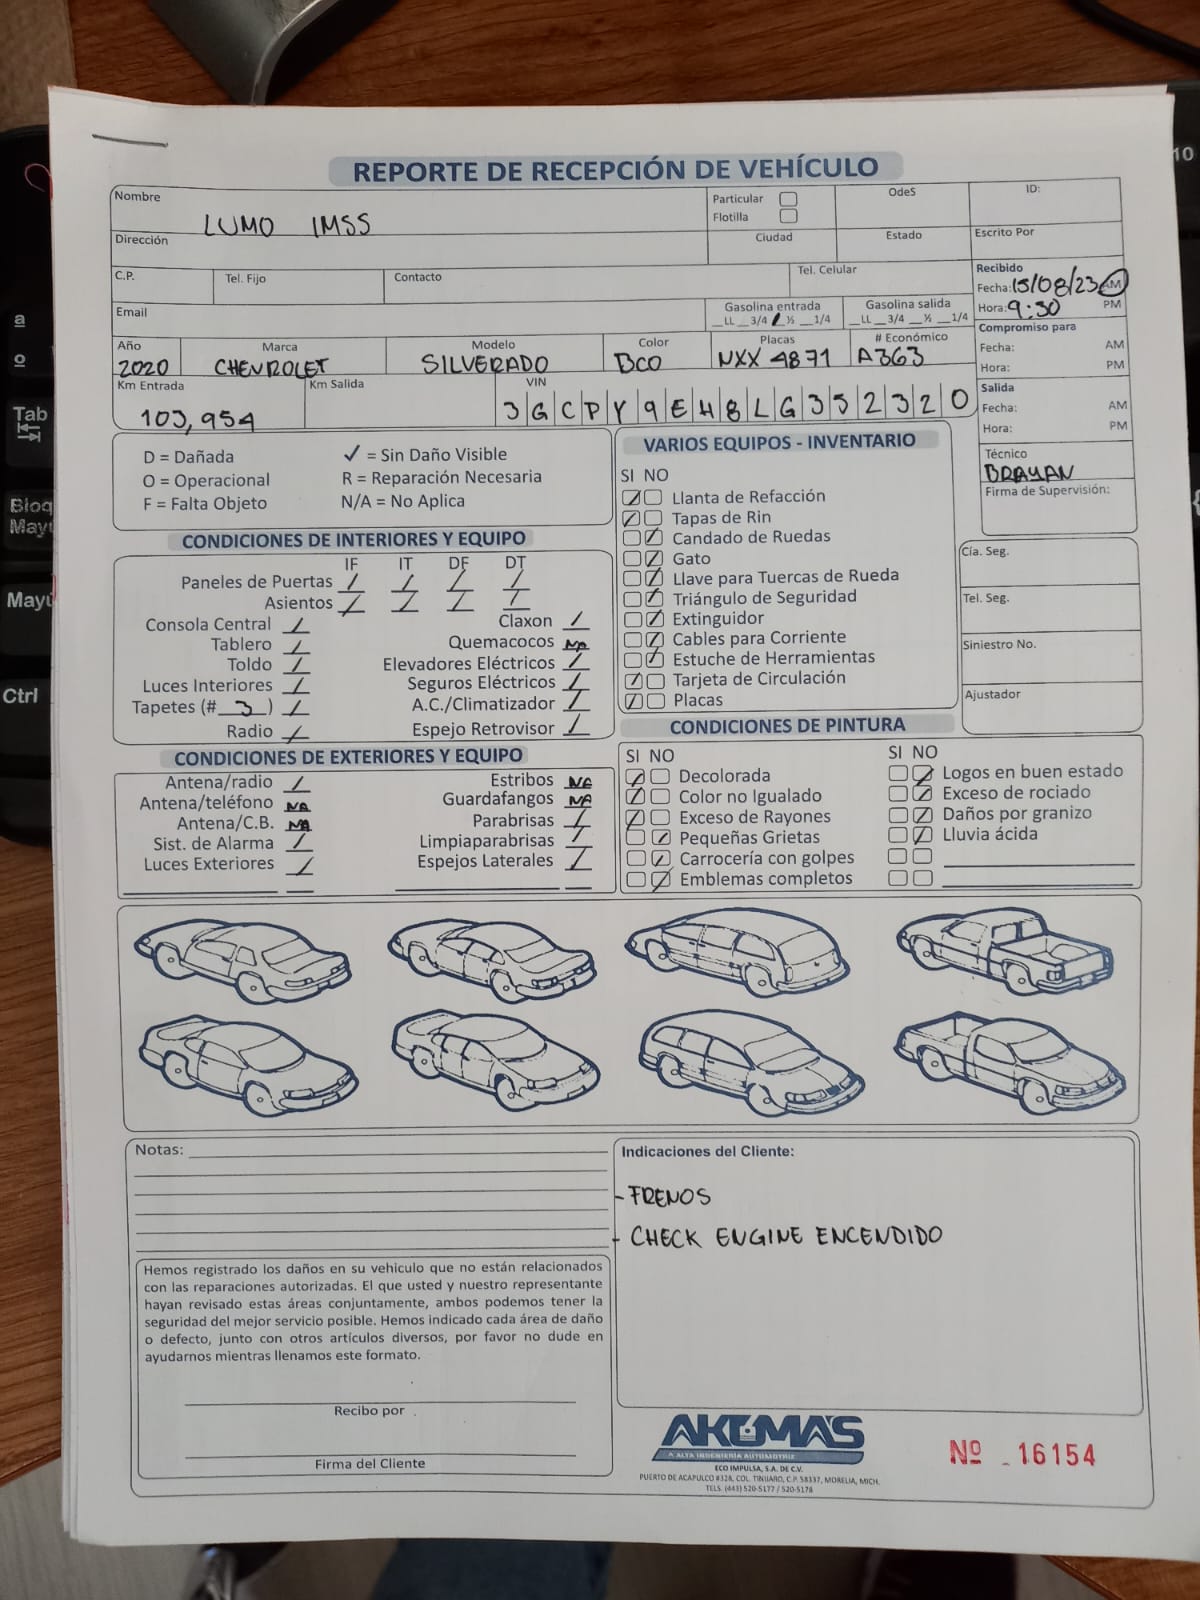 REPORTE DE RECEPCIÓN DE VEHÍCULO
Nombre LUMO IMSS
Particular
Flotilla
OdeS
ID:
Dirección
Ciudad
Estado
Escrito Por
C.P.
Tel. Fijo
Contacto
Tel. Celular
Recibido
Fecha: 15/08/23 AM
Hora: 9:30 PM
Email
Gasolina entrada
__LL __3/4 __½ __1/4
Gasolina salida
__LL __3/4 __½ __1/4
Compromiso para
Fecha: AM
Hora: PM
Año 2020
Marca CHEVROLET
Modelo SILVERADO
Color BCO
Placas NXX 4871
# Económico A363
Km Entrada 103,954
Km Salida
VIN 3GCPY9EH8LG352320
Salida
Fecha: AM
Hora: PM
Técnico
BRAYAN
Firma de Supervisión:
D = Dañada
O = Operacional
F = Falta Objeto
✓ = Sin Daño Visible
R = Reparación Necesaria
N/A = No Aplica
VARIOS EQUIPOS - INVENTARIO
SI NO
Llanta de Refacción
Tapas de Rin
Candado de Ruedas
Gato
Llave para Tuercas de Rueda
Triángulo de Seguridad
Extinguidor
Cables para Corriente
Estuche de Herramientas
Tarjeta de Circulación
Placas
Cía. Seg.
Tel. Seg.
Siniestro No.
Ajustador
CONDICIONES DE INTERIORES Y EQUIPO
IF IT DF DT
Paneles de Puertas
Asientos
Consola Central
Tablero
Toldo
Luces Interiores
Tapetes (# 3 )
Radio
Claxon
Quemacocos NA
Elevadores Eléctricos
Seguros Eléctricos
A.C./Climatizador
Espejo Retrovisor
CONDICIONES DE EXTERIORES Y EQUIPO
Antena/radio
Antena/teléfono NA
Antena/C.B. NA
Sist. de Alarma
Luces Exteriores
Estribos NA
Guardafangos NA
Parabrisas
Limpiaparabrisas
Espejos Laterales
CONDICIONES DE PINTURA
SI NO
Decolorada
Color no Igualado
Exceso de Rayones
Pequeñas Grietas
Carrocería con golpes
Emblemas completos
SI NO
Logos en buen estado
Exceso de rociado
Daños por granizo
Lluvia ácida
Notas:
Indicaciones del Cliente:
- FRENOS
- CHECK ENGINE ENCENDIDO
Hemos registrado los daños en su vehiculo que no están relacionados
con las reparaciones autorizadas. El que usted y nuestro representante
hayan revisado estas áreas conjuntamente, ambos podemos tener la
seguridad del mejor servicio posible. Hemos indicado cada área de daño
o defecto, junto con otros artículos diversos, por favor no dude en
ayudarnos mientras llenamos este formato.
Recibo por
Firma del Cliente
AKUMA'S
ALTA INGENIERÍA AUTOMOTRIZ
ECO IMPULSA, S.A. DE C.V.
PUERTO DE ACAPULCO #328, COL. TINIJARO, C.P. 58337, MORELIA, MICH.
TELS. (443) 520-5177 / 520-5178
Nº 16154
a
o
Tab
Bloq
Mayú
Mayú
Ctrl
10